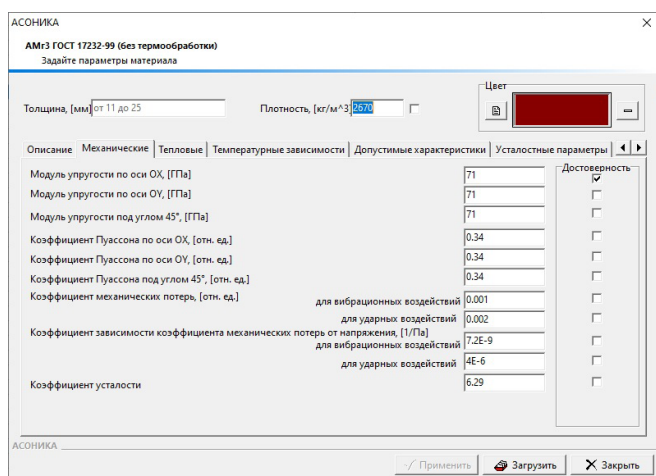 АСОНИКА
АМг3 ГОСТ 17232-99 (без термообработки)
Задайте параметры материала
Цвет
Толщина, [мм] от 11 до 25 Плотность, [кг/м^3] 2670
Описание Механические Тепловые Температурные зависимости Допустимые характеристики Усталостные параметры
Достоверность
Модуль упругости по оси OX, [ГПа] 71
Модуль упругости по оси OY, [ГПа] 71
Модуль упругости под углом 45°, [ГПа] 71
Коэффициент Пуассона по оси OX, [отн. ед.] 0.34
Коэффициент Пуассона по оси OY, [отн. ед.] 0.34
Коэффициент Пуассона под углом 45°, [отн. ед.] 0.34
Коэффициент механических потерь, [отн. ед.]
для вибрационных воздействий 0.001
для ударных воздействий 0.002
Коэффициент зависимости коэффициента механических потерь от напряжения, [1/Па]
для вибрационных воздействий 7.2E-9
для ударных воздействий 4E-6
Коэффициент усталости 6.29
АСОНИКА
Применить Загрузить Закрыть